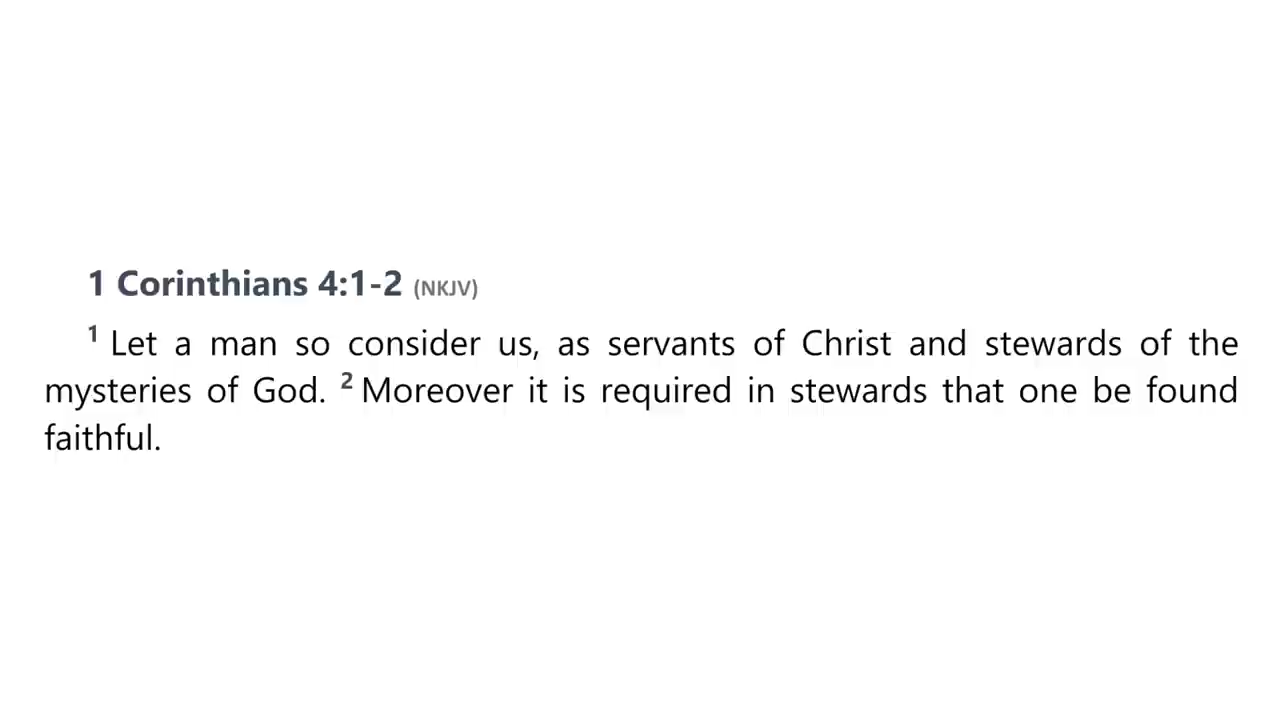 1 Corinthians 4:1-2 (NKJV)
1 Let a man so consider us, as servants of Christ and stewards of the
mysteries of God. 2 Moreover it is required in stewards that one be found
faithful.